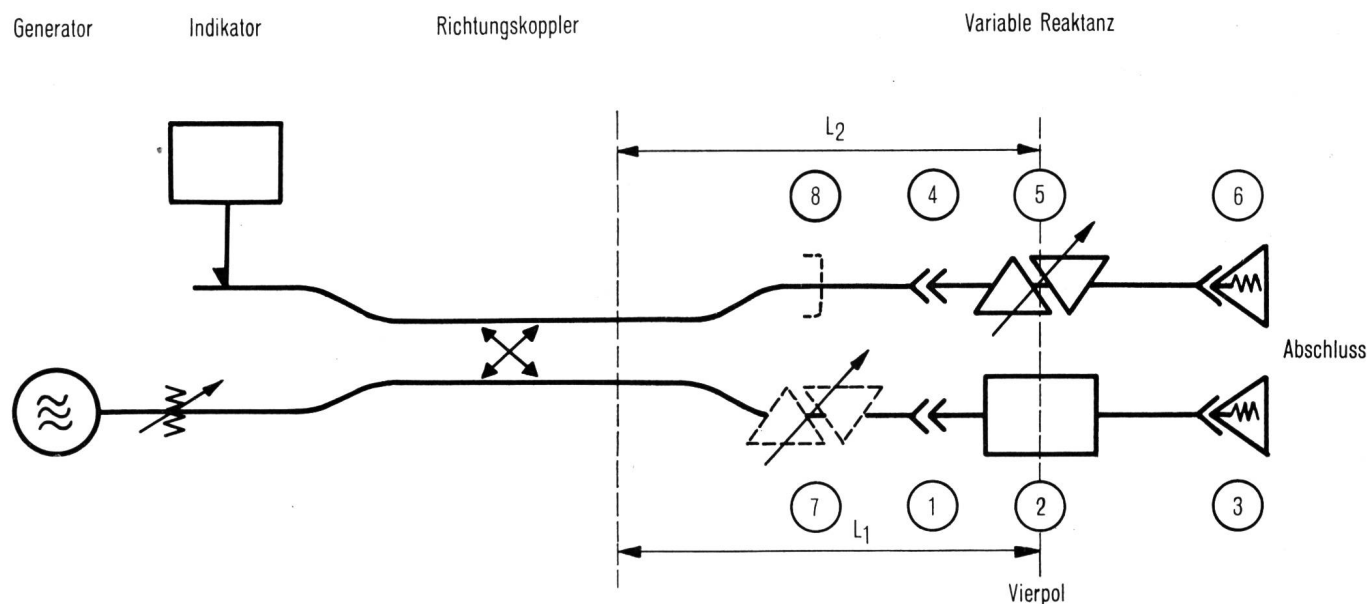 Generator Indikator Richtungskoppler Variable Reaktanz
L2
8 4 5 6
Abschluss
7 1 2 3
L1
Vierpol